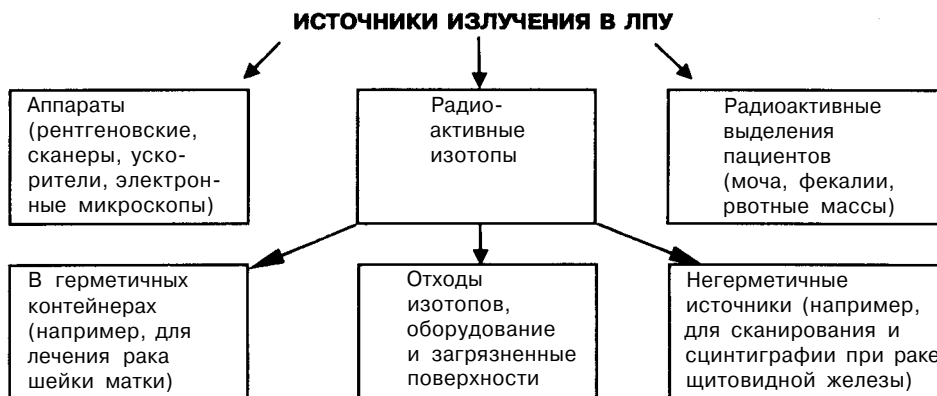 ИСТОЧНИКИ ИЗЛУЧЕНИЯ В ЛПУ
Аппараты
(рентгеновские,
сканеры, уско-
рители, электрон-
ные микроскопы)
Радио-
активные
изотопы
Радиоактивные
выделения
пациентов
(моча, фекалии,
рвотные массы)
В герметичных
контейнерах
(например, для
лечения рака
шейки матки)
Отходы
изотопов,
оборудование
и загрязненные
поверхности
Негерметичные
источники (например,
для сканирования и
сцинтиграфии при раке
щитовидной железы)